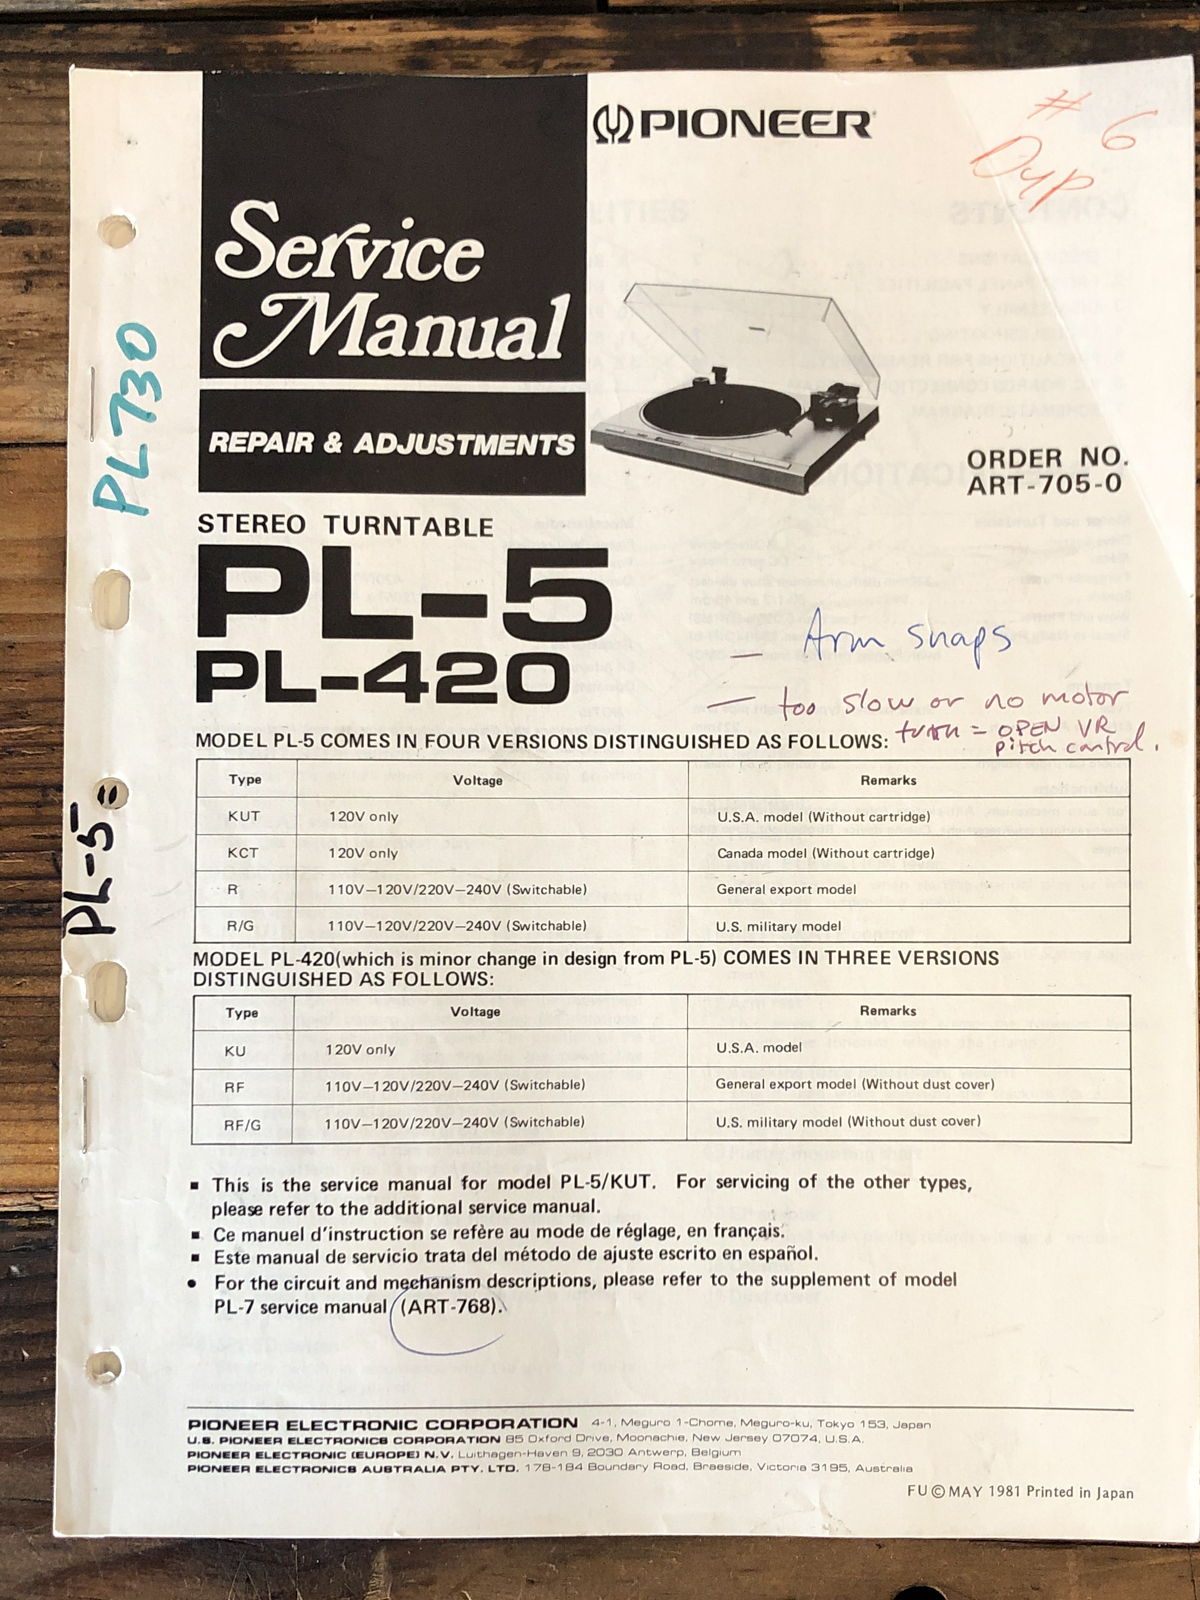 # 6
Dup
PIONEER
Service
Manual
REPAIR & ADJUSTMENTS
PL730
ORDER NO.
ART-705-0
STEREO TURNTABLE
PL-5
PL-420
— Arm snaps
— too slow or no motor
turn = OPEN VR
pitch control.
MODEL PL-5 COMES IN FOUR VERSIONS DISTINGUISHED AS FOLLOWS:
Type Voltage Remarks
KUT 120V only U.S.A. model (Without cartridge)
KCT 120V only Canada model (Without cartridge)
R 110V—120V/220V—240V (Switchable) General export model
R/G 110V—120V/220V—240V (Switchable) U.S. military model
PL-5=
MODEL PL-420(which is minor change in design from PL-5) COMES IN THREE VERSIONS
DISTINGUISHED AS FOLLOWS:
Type Voltage Remarks
KU 120V only U.S.A. model
RF 110V—120V/220V—240V (Switchable) General export model (Without dust cover)
RF/G 110V—120V/220V—240V (Switchable) U.S. military model (Without dust cover)
▪ This is the service manual for model PL-5/KUT. For servicing of the other types,
please refer to the additional service manual.
▪ Ce manuel d'instruction se refère au mode de réglage, en français.
▪ Este manual de servicio trata del método de ajuste escrito en español.
• For the circuit and mechanism descriptions, please refer to the supplement of model
PL-7 service manual (ART-768).
PIONEER ELECTRONIC CORPORATION 4-1, Meguro 1-Chome, Meguro-ku, Tokyo 153, Japan
U.S. PIONEER ELECTRONICS CORPORATION 85 Oxford Drive, Moonachie, New Jersey 07074, U.S.A.
PIONEER ELECTRONIC (EUROPE) N.V. Luithagen-Haven 9, 2030 Antwerp, Belgium
PIONEER ELECTRONICS AUSTRALIA PTY. LTD. 178-184 Boundary Road, Braeside, Victoria 3195, Australia
FU © MAY 1981 Printed in Japan